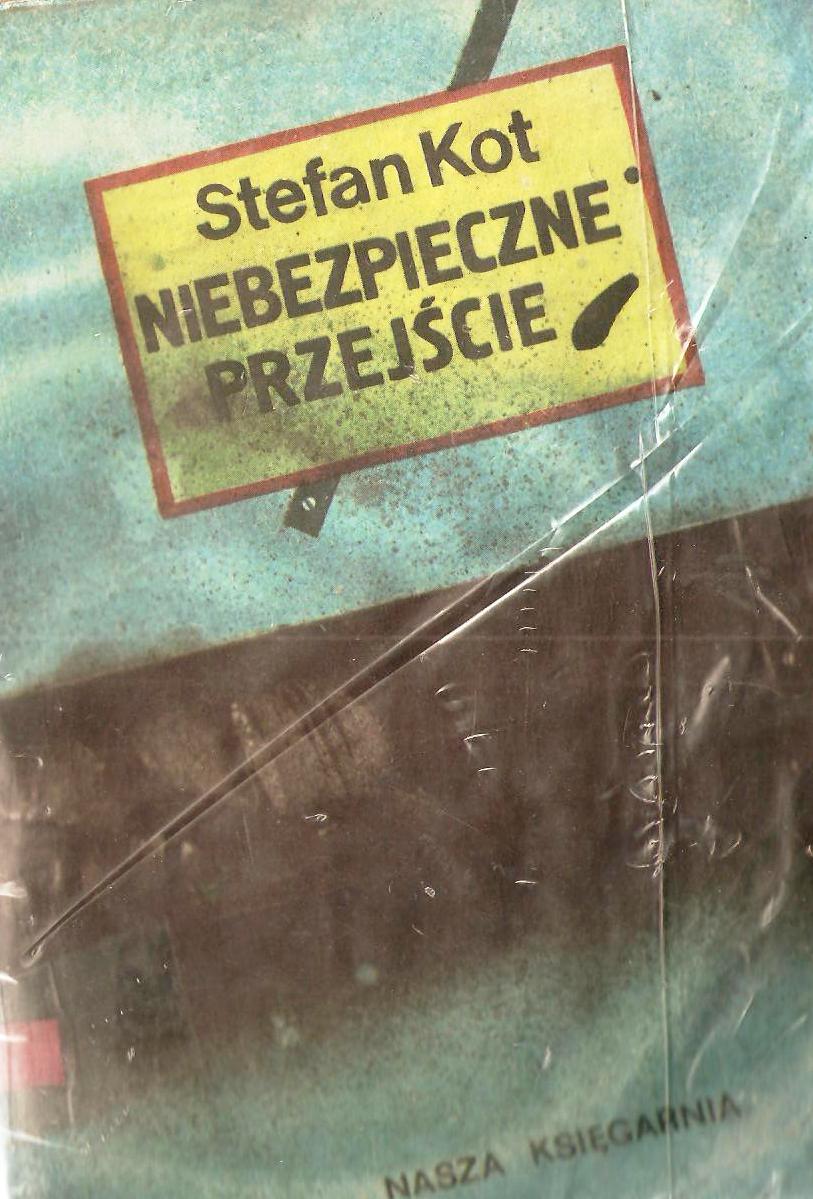 Stefan Kot
NIEBEZPIECZNE
PRZEJŚCIE
NASZA KSIĘGARNIA